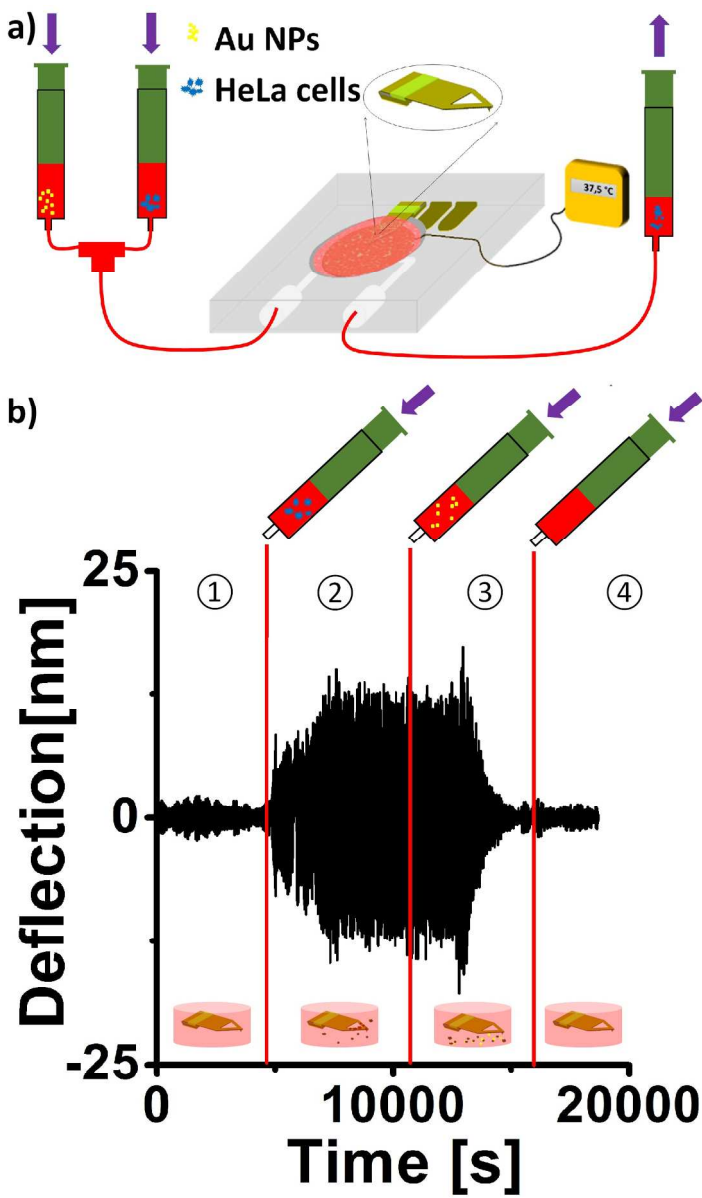 a)
Au NPs
HeLa cells
37,5 °C
b)
25
① ② ③ ④
Deflection[nm]
0
-25
0 10000 20000
Time [s]